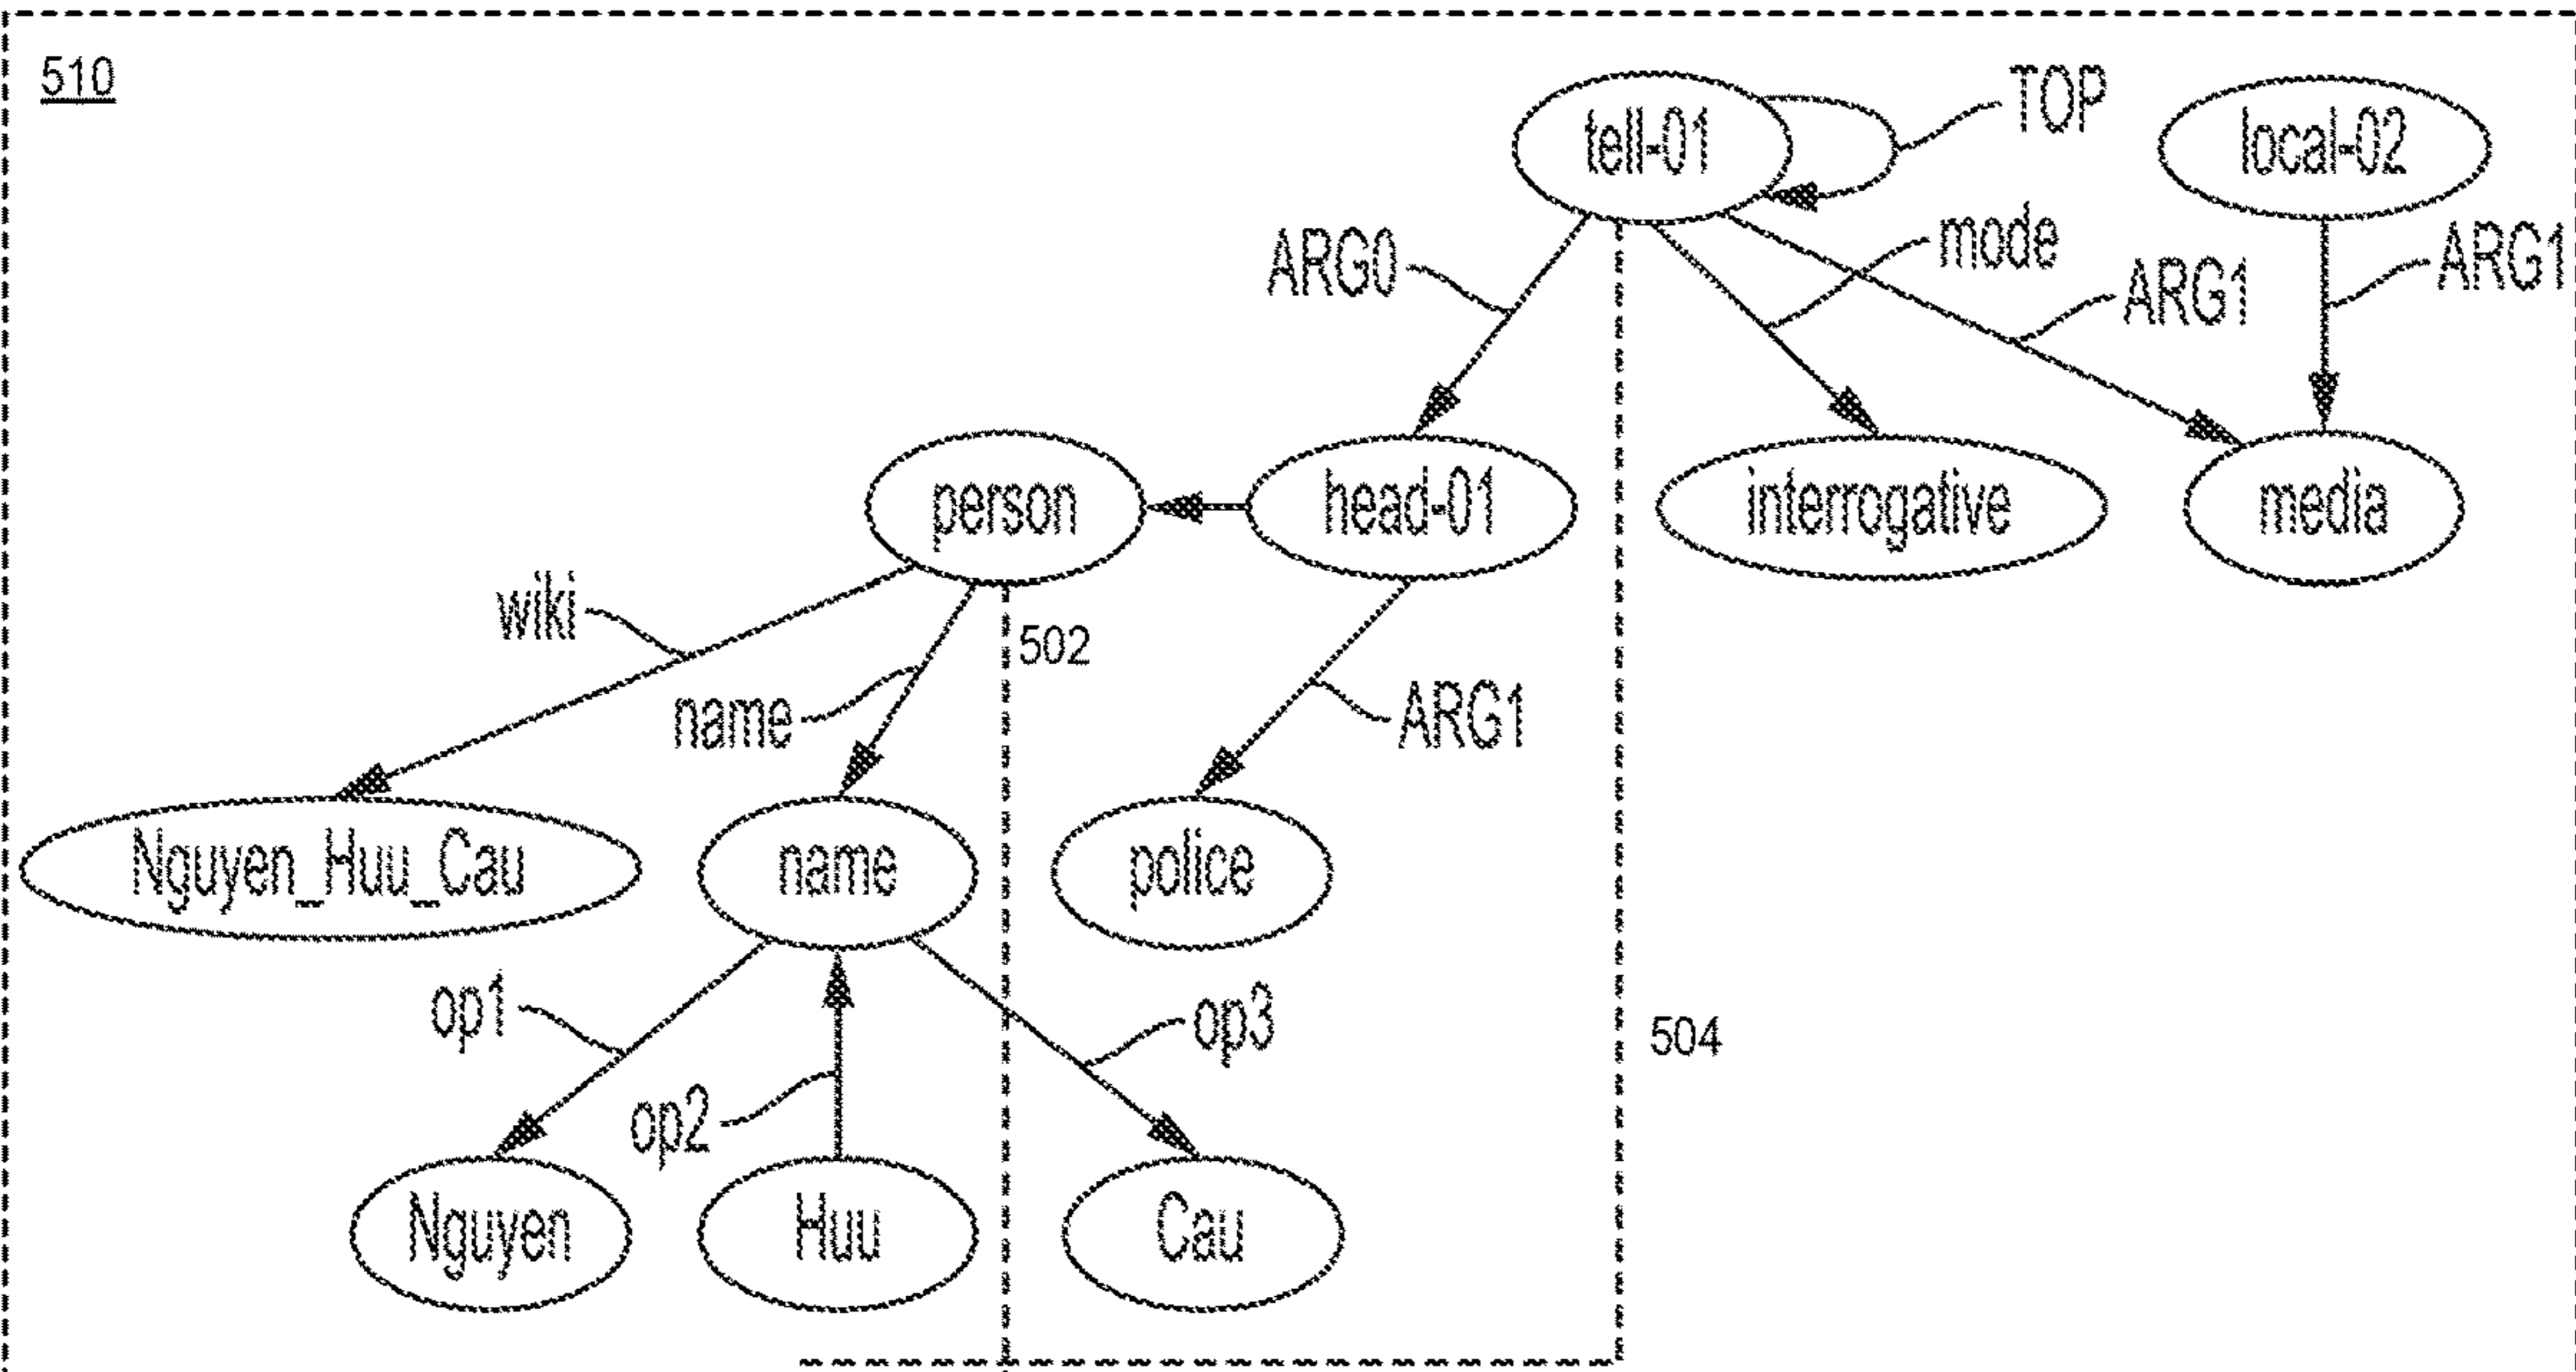 510
TOP
tell-01
local-02
ARG0
mode
ARG1
ARG1
person
head-01
interrogative
media
wiki
502
name
ARG1
Nguyen_Huu_Cau
name
police
op1
op3
504
op2
Nguyen
Huu
Cau